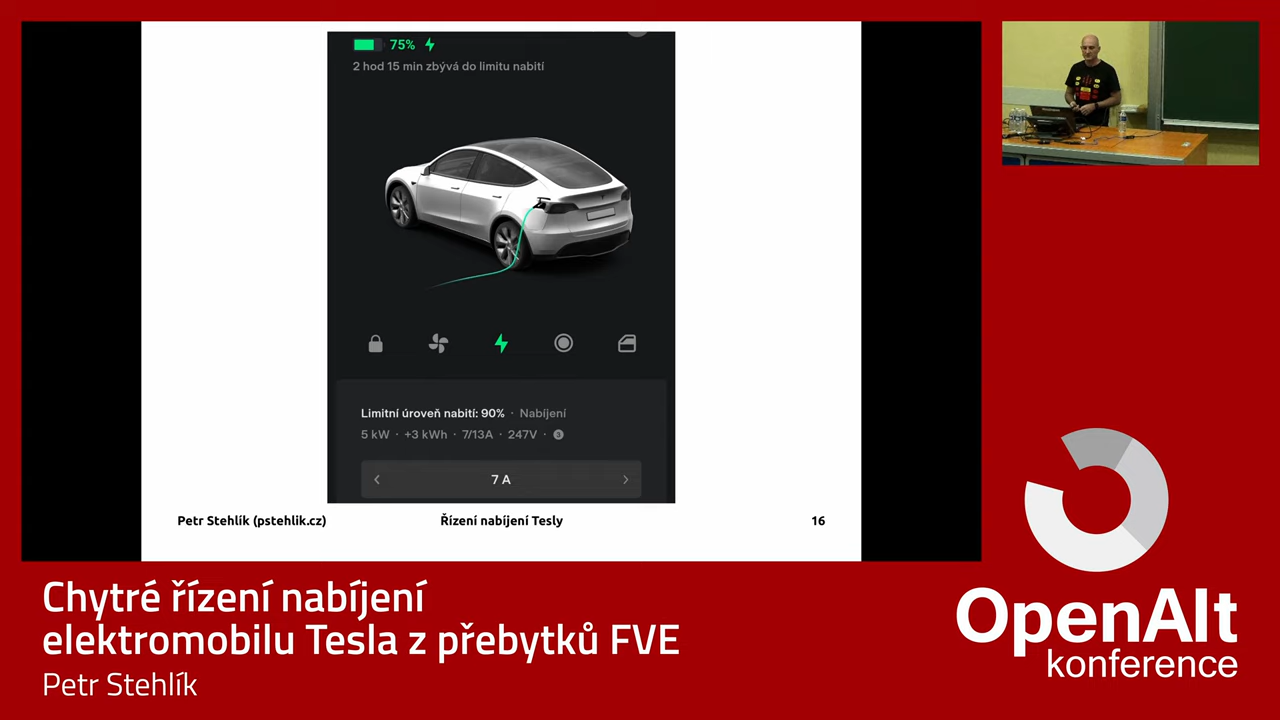 75%
2 hod 15 min zbývá do limitu nabití
Limitní úroveň nabití: 90% · Nabíjení
5 kW · +3 kWh · 7/13A · 247V · 3
< 7 A >
Petr Stehlík (pstehlik.cz)
Řízení nabíjení Tesly
16
Chytré řízení nabíjení
elektromobilu Tesla z přebytků FVE
Petr Stehlík
OpenAlt
konference